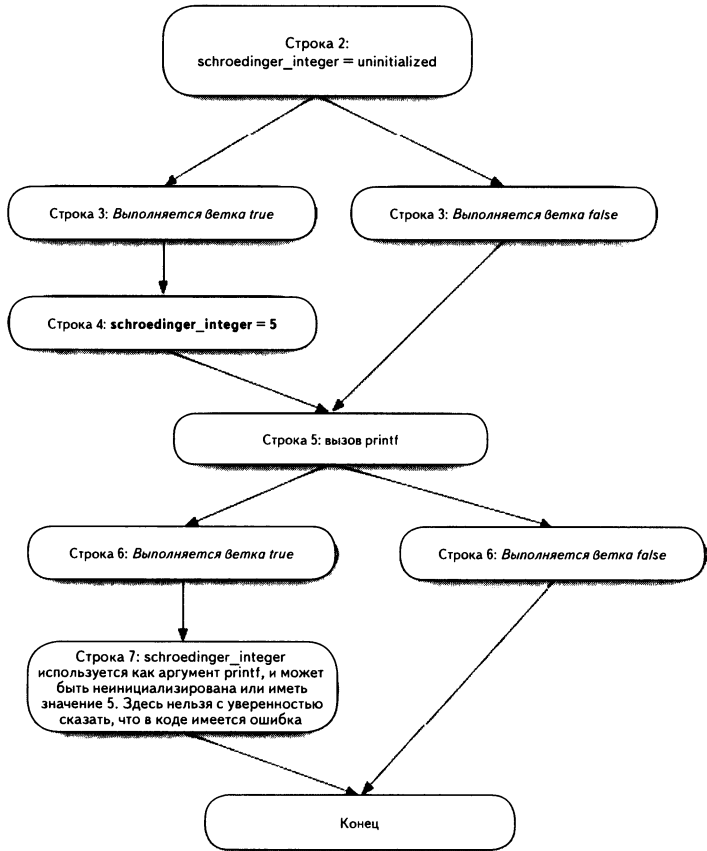 Строка 2:
schroedinger_integer = uninitialized
Строка 3: Выполняется ветка true
Строка 3: Выполняется ветка false
Строка 4: schroedinger_integer = 5
Строка 5: вызов printf
Строка 6: Выполняется ветка true
Строка 6: Выполняется ветка false
Строка 7: schroedinger_integer
используется как аргумент printf, и может
быть неинициализирована или иметь
значение 5. Здесь нельзя с уверенностью
сказать, что в коде имеется ошибка
Конец